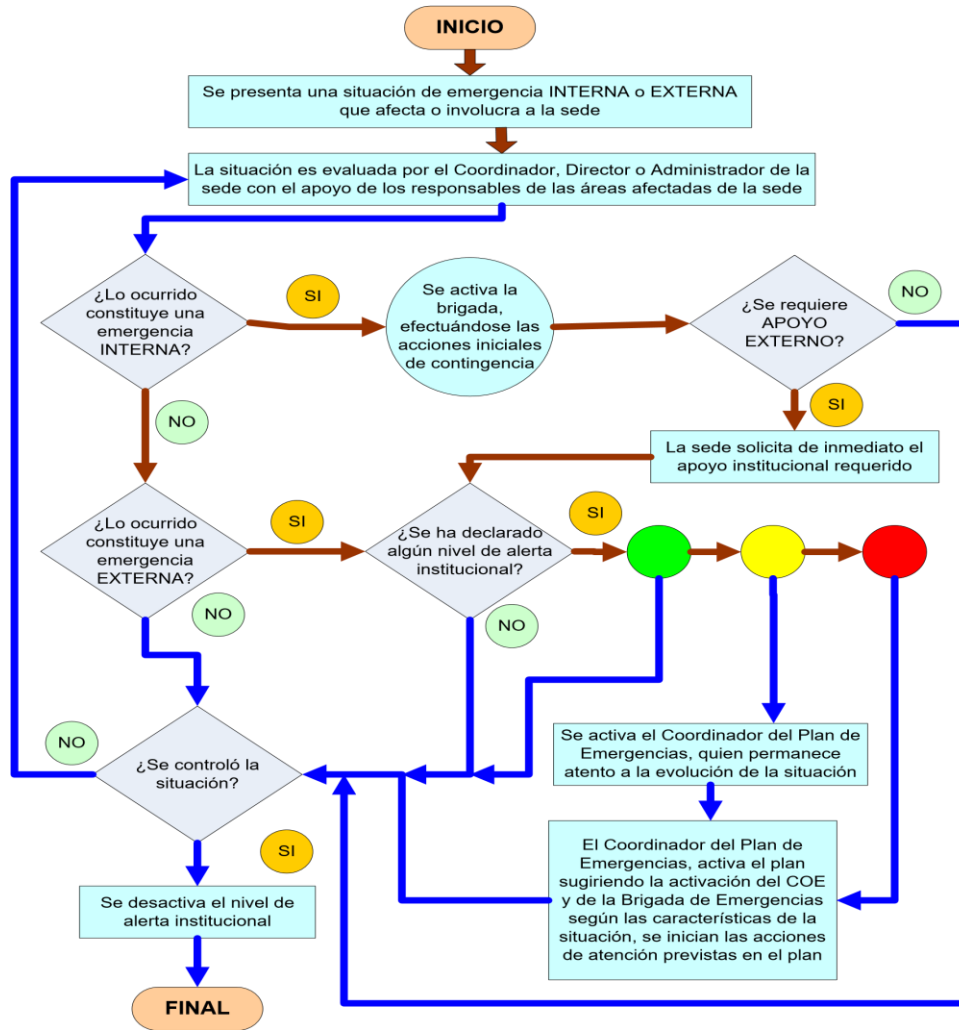 INICIO
Se presenta una situación de emergencia INTERNA o EXTERNA
que afecta o involucra a la sede
La situación es evaluada por el Coordinador, Director o Administrador de la
sede con el apoyo de los responsables de las áreas afectadas de la sede
¿Lo ocurrido
constituye una
emergencia
INTERNA?
SI
Se activa la
brigada,
efectuándose las
acciones iniciales
de contingencia
¿Se requiere
APOYO
EXTERNO?
NO
NO
SI
La sede solicita de inmediato el
apoyo institucional requerido
¿Lo ocurrido
constituye una
emergencia
EXTERNA?
SI
¿Se ha declarado
algún nivel de alerta
institucional?
SI
NO
NO
Se activa el Coordinador del Plan de
Emergencias, quien permanece
atento a la evolución de la situación
NO
¿Se controló la
situación?
SI
El Coordinador del Plan de
Emergencias, activa el plan
sugiriendo la activación del COE
y de la Brigada de Emergencias
según las características de la
situación, se inician las acciones
de atención previstas en el plan
Se desactiva el nivel de
alerta institucional
FINAL